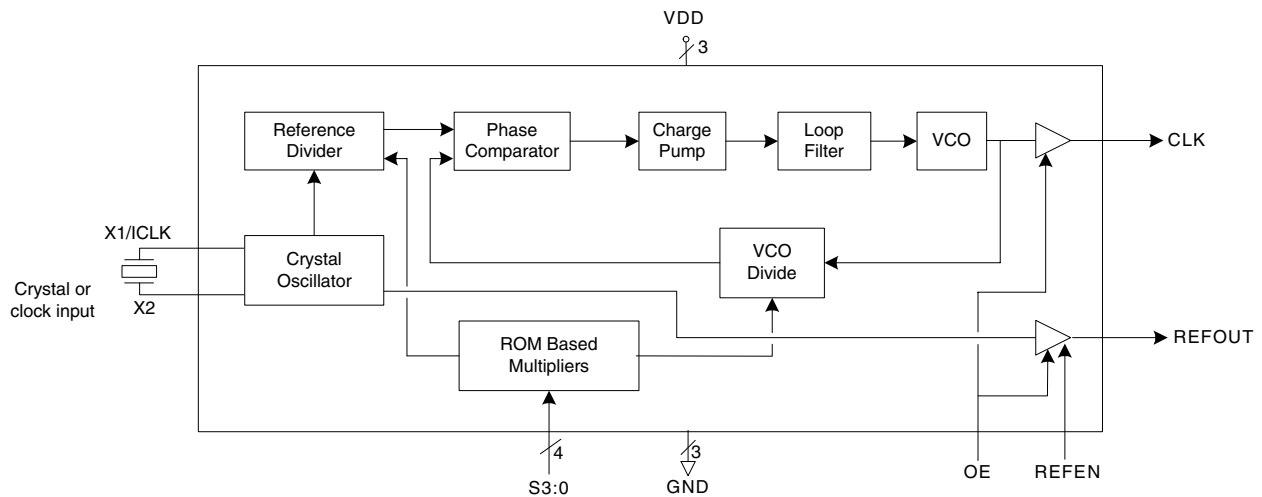 VDD
3
Reference
Divider
Phase
Comparator
Charge
Pump
Loop
Filter
VCO
CLK
X1/ICLK
Crystal
Oscillator
VCO
Divide
Crystal or
clock input
X2
ROM Based
Multipliers
REFOUT
4
3
S3:0
GND
OE
REFEN